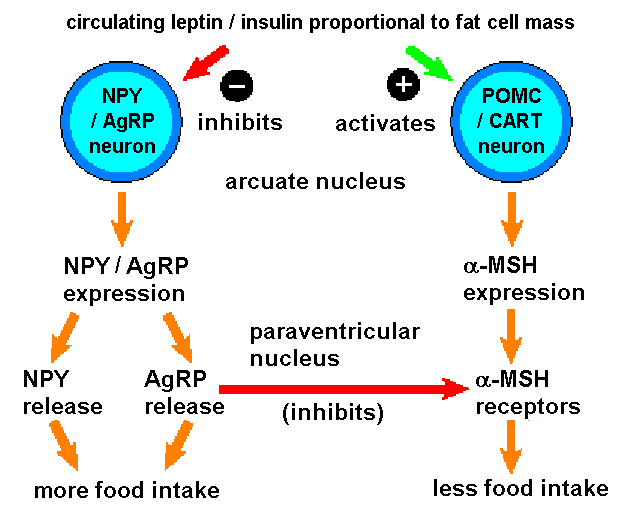 circulating leptin / insulin proportional to fat cell mass
NPY
/ AgRP
neuron
−
inhibits
+
activates
POMC
/ CART
neuron
arcuate nucleus
NPY / AgRP
expression
α-MSH
expression
paraventricular
nucleus
NPY
release
AgRP
release
(inhibits)
α-MSH
receptors
more food intake
less food intake